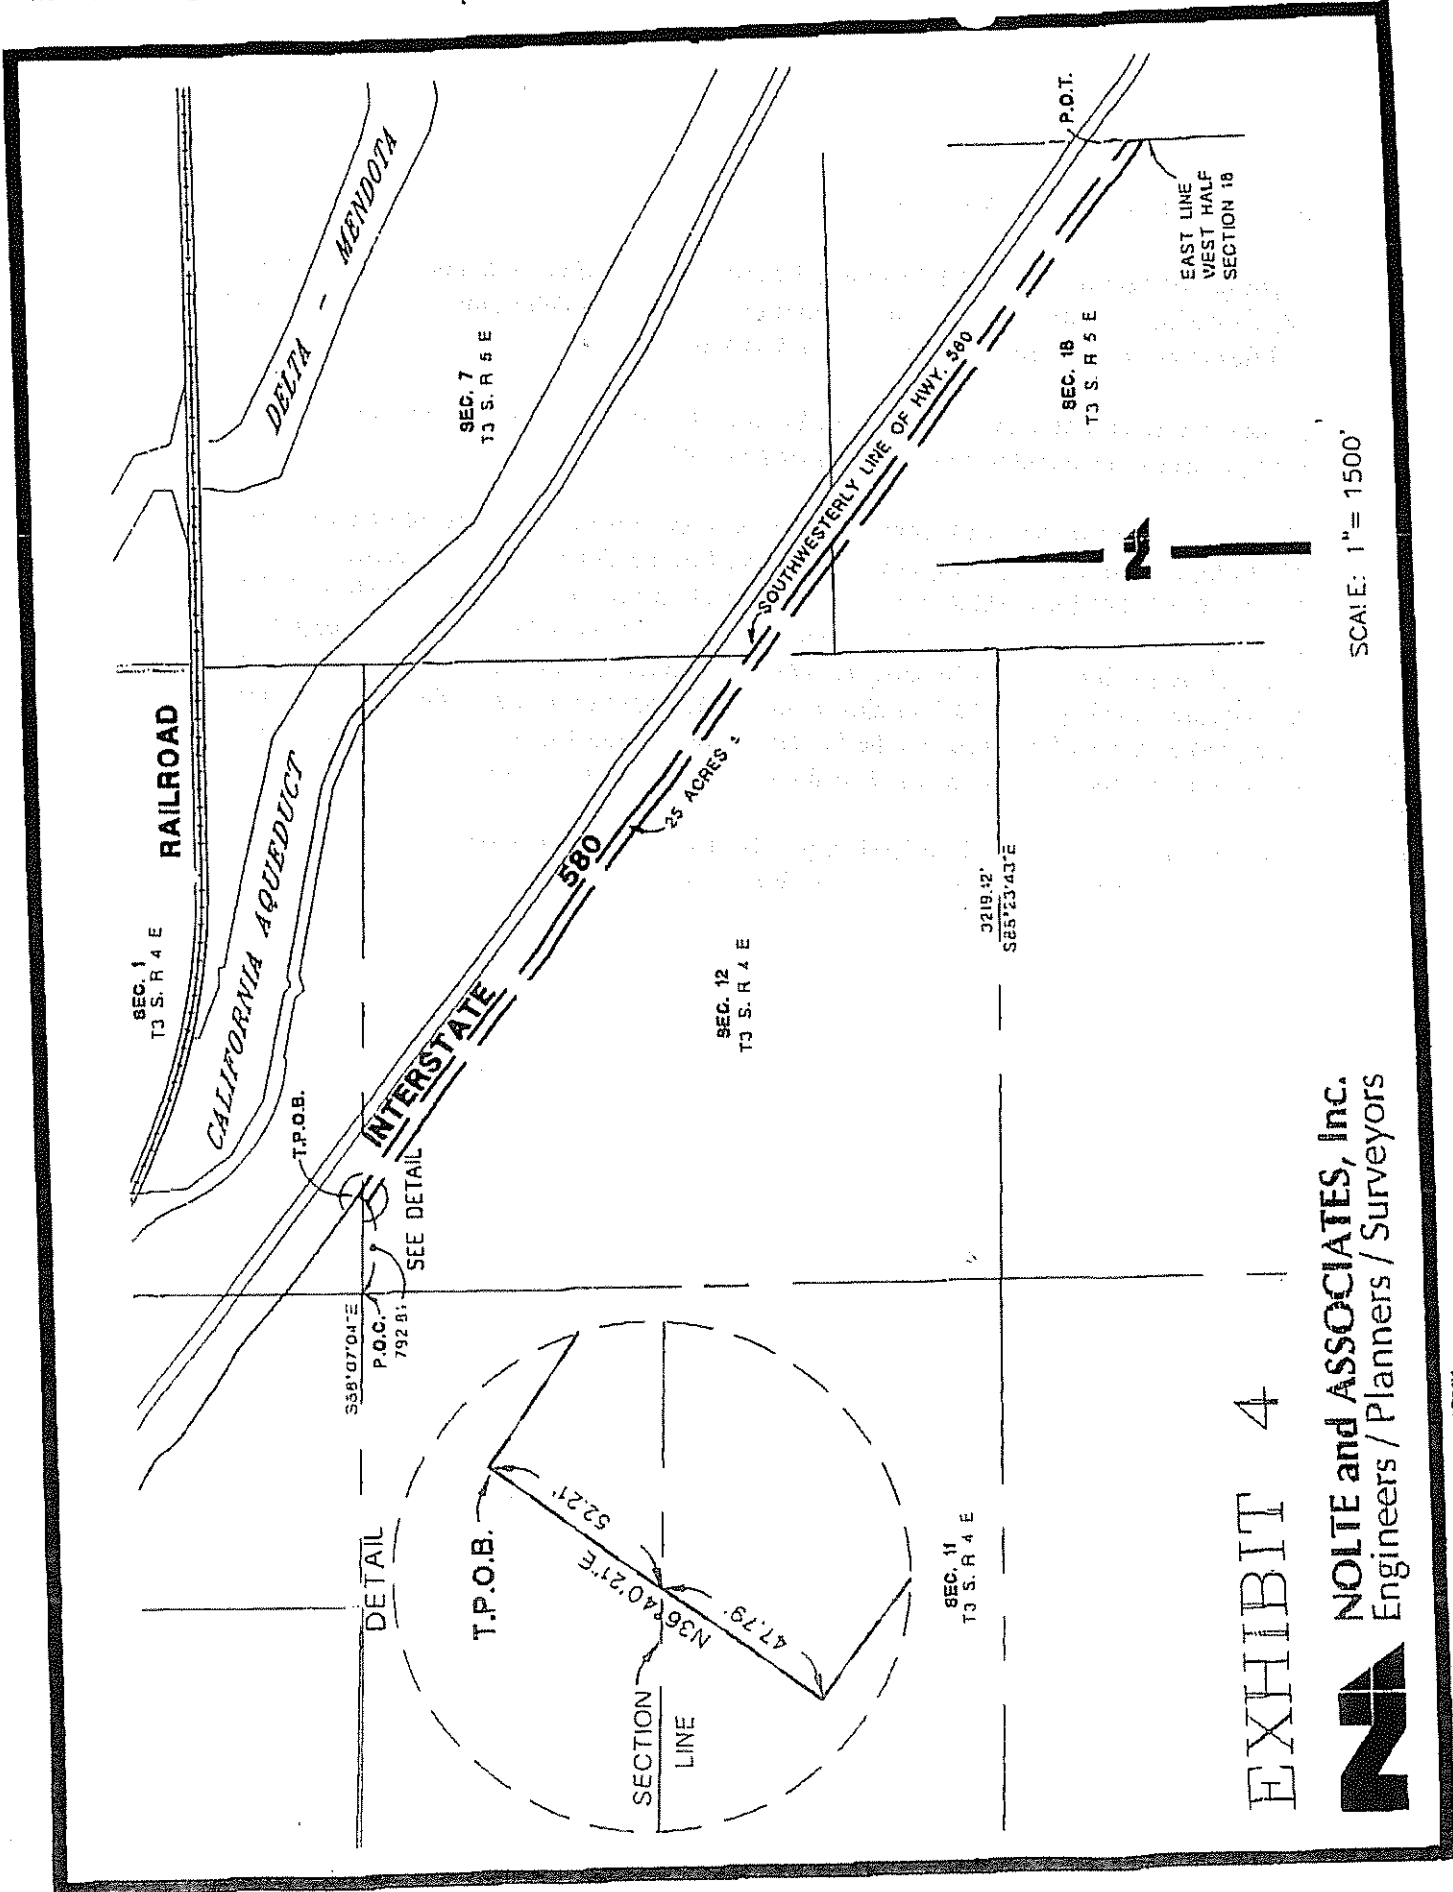 SEC. 1
T3 S. R 4 E
RAILROAD
CALIFORNIA AQUEDUCT
DELTA - MENDOTA
SEC. 7
T3 S. R 5 E
T.P.O.B.
P.O.C.
SEE DETAIL
INTERSTATE 580
25 ACRES
SOUTHWESTERLY LINE OF HWY. 580
P.O.T.
EAST LINE
WEST HALF
SECTION 18
SEC. 18
T3 S. R 5 E
SEC. 12
T3 S. R 4 E
DETAIL
T.P.O.B.
52.21'
N36°40'21"E
47.79'
SECTION
LINE
SEC. 11
T3 S. R 4 E
3219.42'
N
SCALE: 1"= 1500'
EXHIBIT 4
NOLTE and ASSOCIATES, Inc.
Engineers / Planners / Surveyors